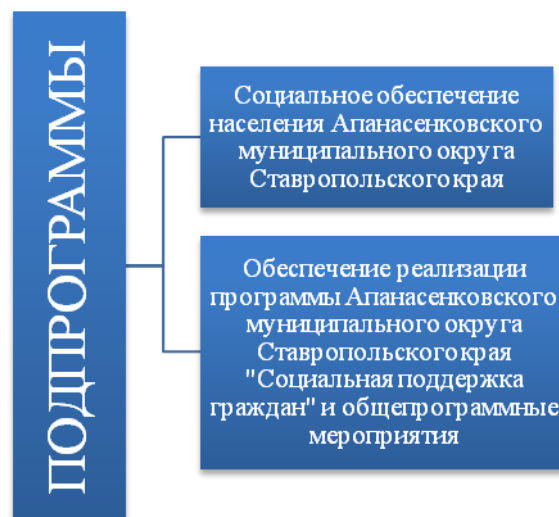 ПОДПРОГРАММЫ
Социальное обеспечение
населения Апанасенковского
муниципального округа
Ставропольского края
Обеспечение реализации
программы Апанасенковского
муниципального округа
Ставропольского края
"Социальная поддержка
граждан" и общепрограммные
мероприятия